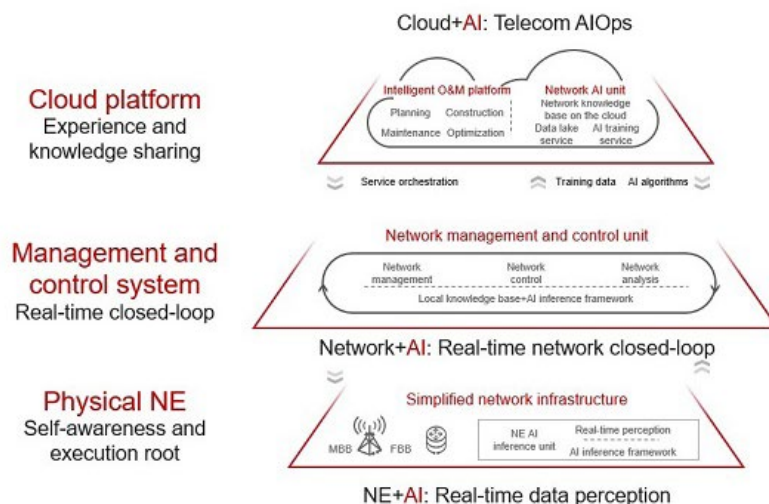 Cloud+AI: Telecom AIOps
Cloud platform
Experience and
knowledge sharing
Intelligent O&M platform
Planning Construction
Maintenance Optimization
Network AI unit
Network knowledge
base on the cloud
Data lake
service
AI training
service
Service orchestration
Training data
AI algorithms
Management and
control system
Real-time closed-loop
Network management and control unit
Network
management
Network
control
Network
analysis
Local knowledge base+AI inference framework
Network+AI: Real-time network closed-loop
Physical NE
Self-awareness and
execution root
Simplified network infrastructure
MBB
FBB
NE AI
inference unit
Real-time perception
AI inference framework
NE+AI: Real-time data perception